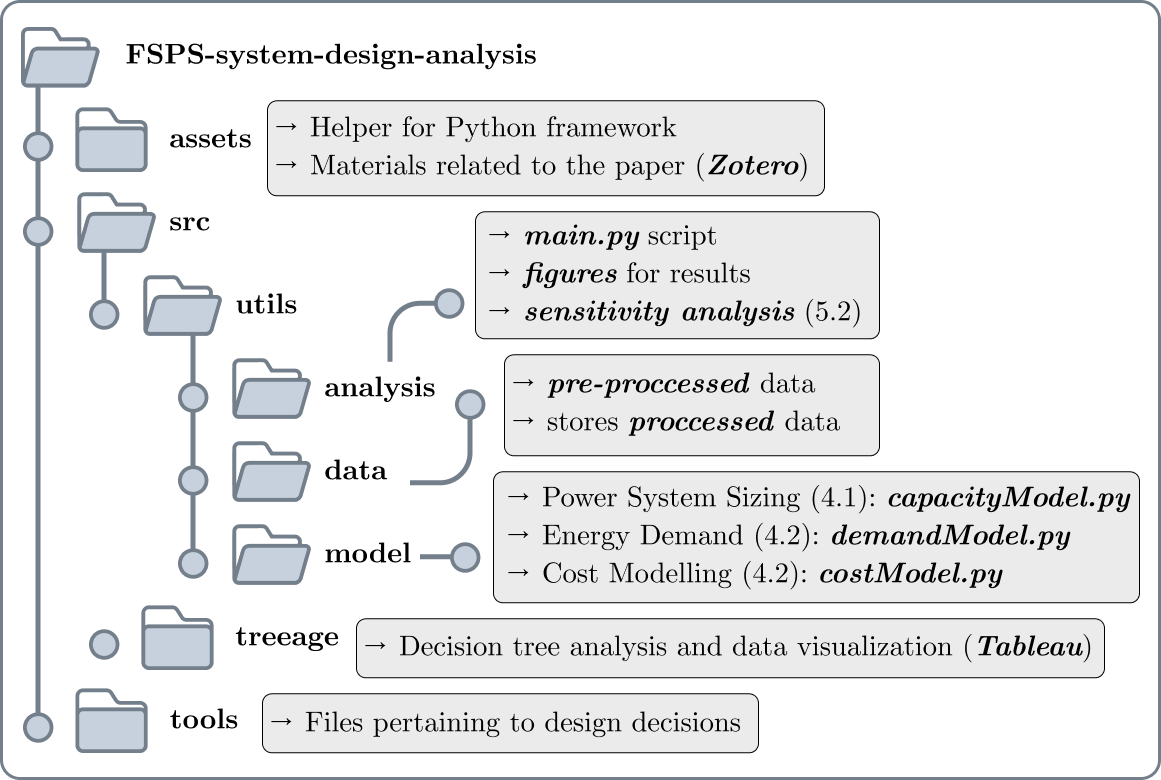 FSPS-system-design-analysis
assets
→ Helper for Python framework
→ Materials related to the paper (Zotero)
src
→ main.py script
→ figures for results
→ sensitivity analysis (5.2)
utils
analysis
→ pre-proccessed data
→ stores proccessed data
data
→ Power System Sizing (4.1): capacityModel.py
→ Energy Demand (4.2): demandModel.py
→ Cost Modelling (4.2): costModel.py
model
treeage
→ Decision tree analysis and data visualization (Tableau)
tools
→ Files pertaining to design decisions